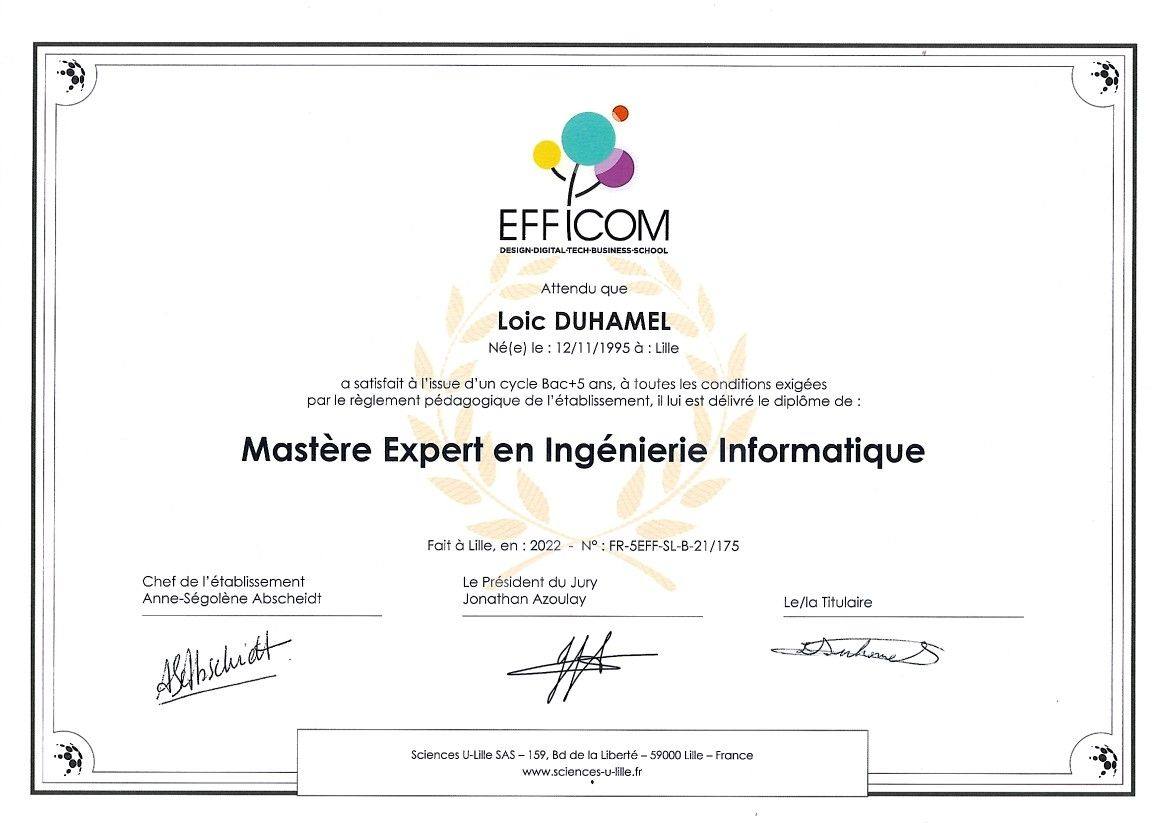 EFFICOM
DESIGN·DIGITAL·TECH·BUSINESS·SCHOOL
Attendu que
Loic DUHAMEL
Né(e) le : 12/11/1995 à : Lille
a satisfait à l'issue d'un cycle Bac+5 ans, à toutes les conditions exigées
par le règlement pédagogique de l'établissement, il lui est délivré le diplôme de :
Mastère Expert en Ingénierie Informatique
Fait à Lille, en : 2022 - N° : FR-5EFF-SL-B-21/175
Chef de l'établissement
Anne-Ségolène Abscheidt
Le Président du Jury
Jonathan Azoulay
Le/la Titulaire
ASAbscheidt
Duhamel
Sciences U-Lille SAS – 159, Bd de la Liberté – 59000 Lille – France
www.sciences-u-lille.fr